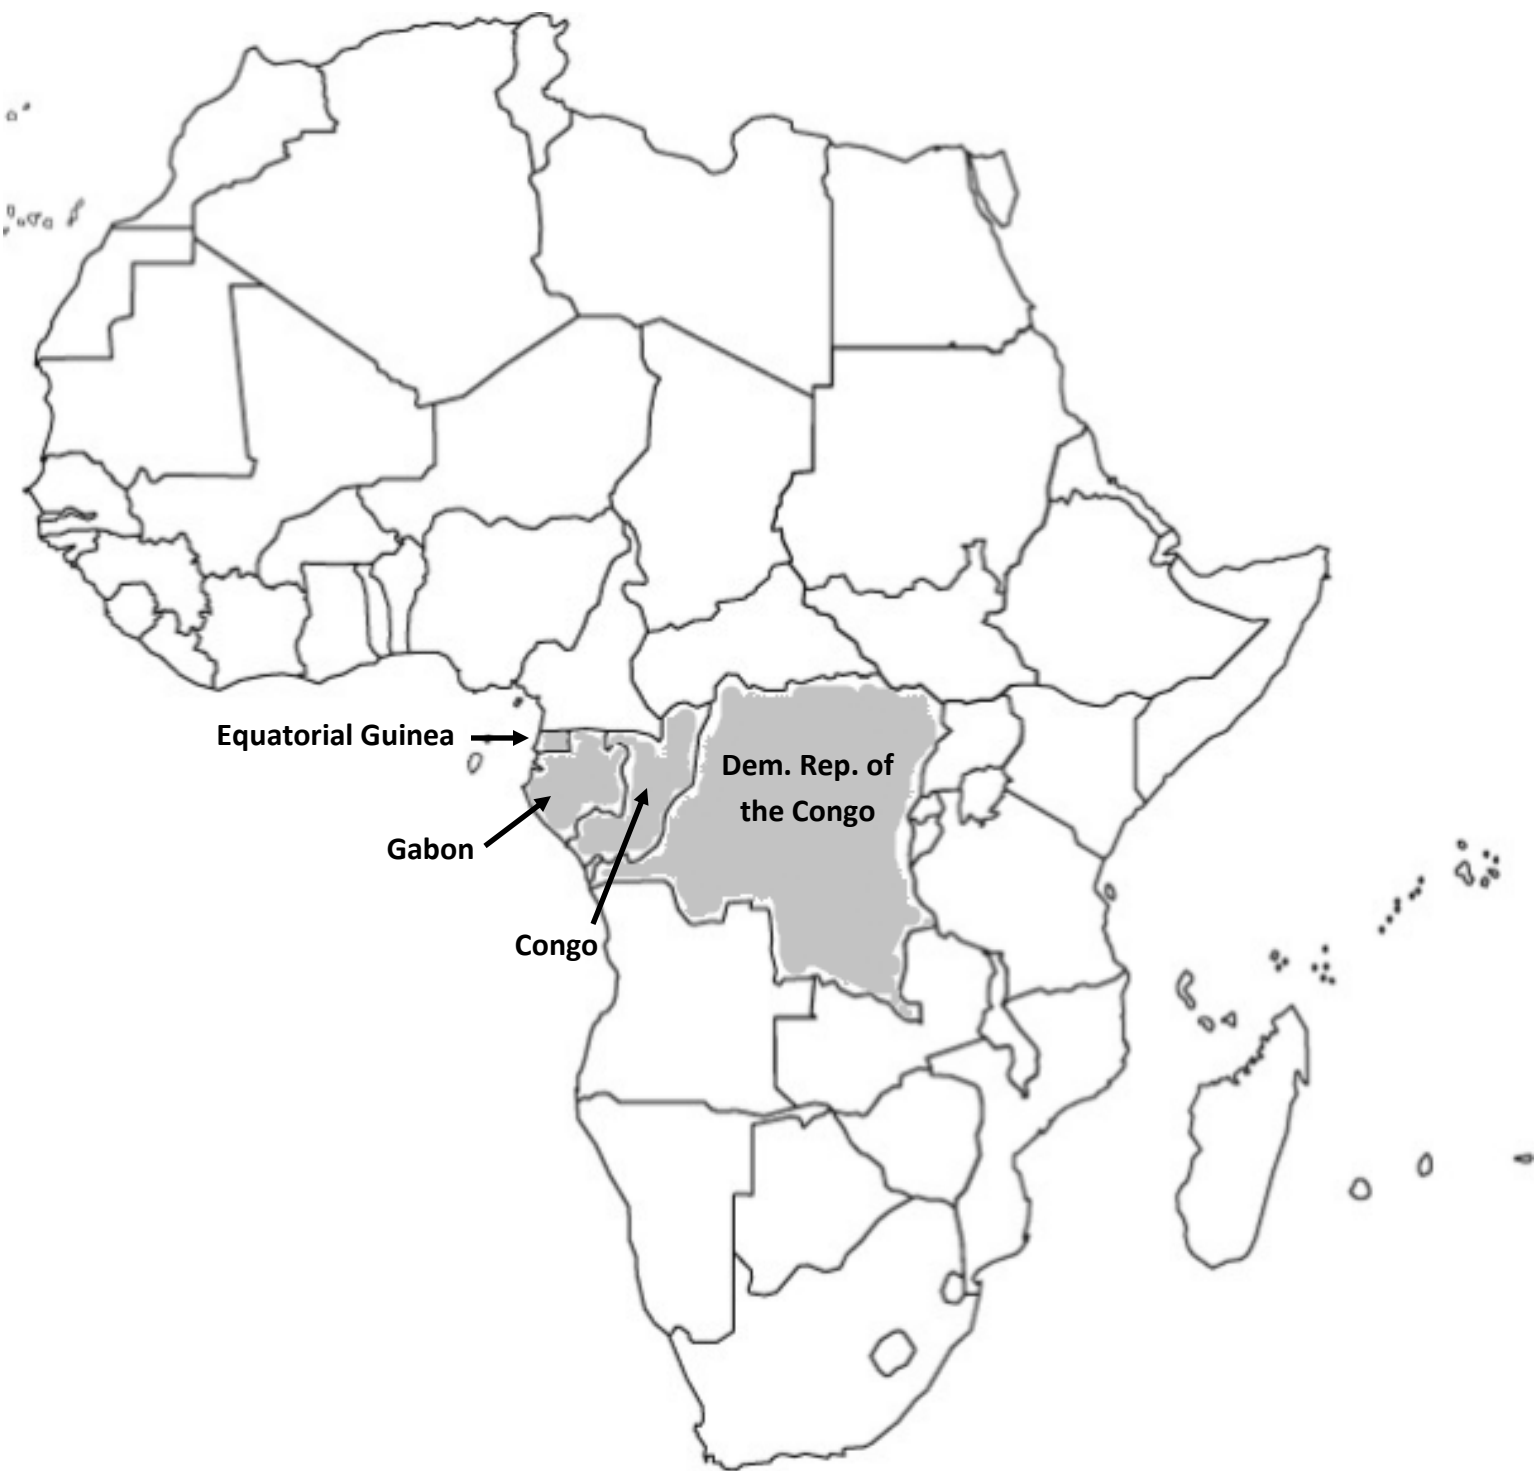 Equatorial Guinea
Dem. Rep. of
the Congo
Gabon
Congo